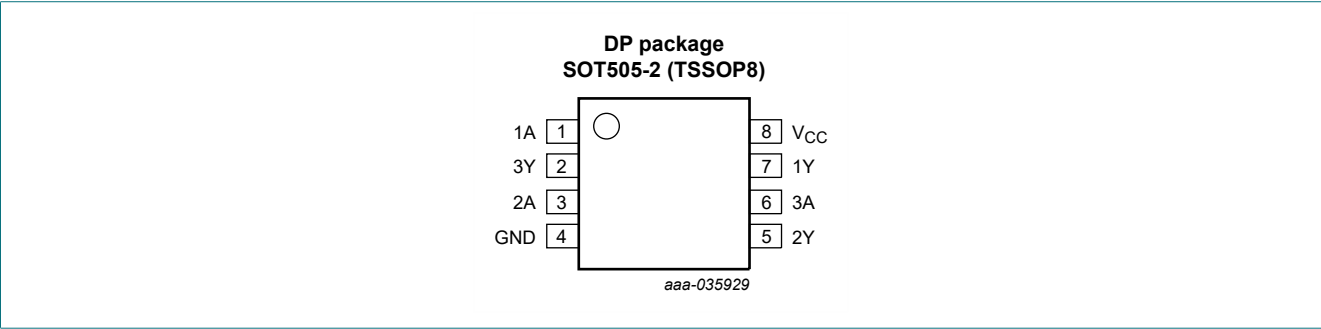 DP package
SOT505-2 (TSSOP8)
1A 1 8 VCC
3Y 2 7 1Y
2A 3 6 3A
GND 4 5 2Y
aaa-035929